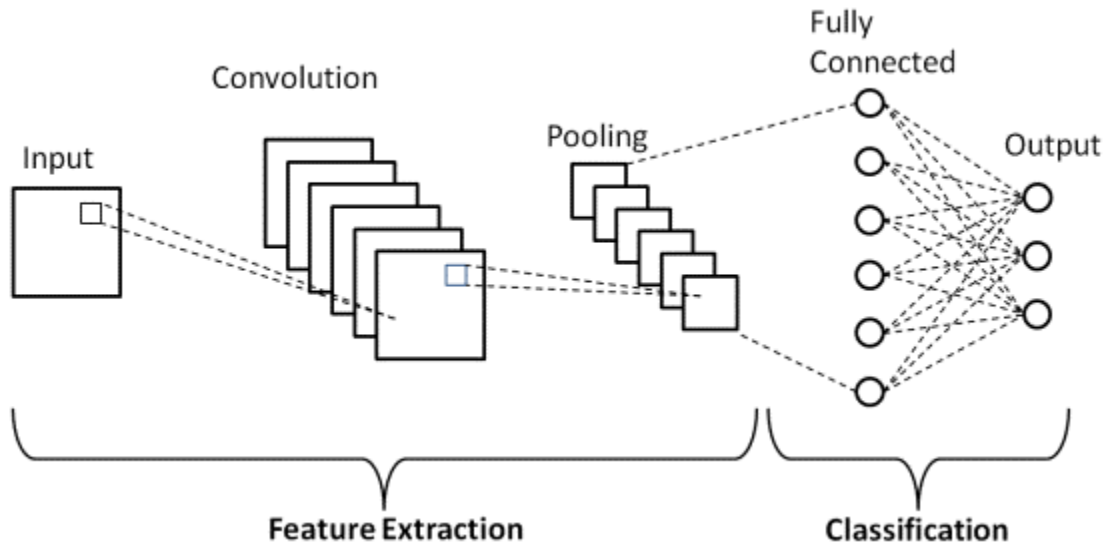 Fully
Connected
Convolution
Pooling
Input
Output
Feature Extraction
Classification